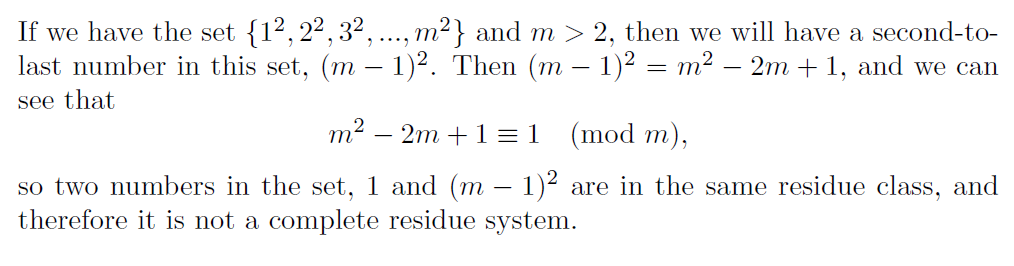 If we have the set {1², 2², 3², ..., m²} and m > 2, then we will have a second-to-
last number in this set, (m − 1)². Then (m − 1)² = m² − 2m + 1, and we can
see that
m² − 2m + 1 ≡ 1 (mod m),
so two numbers in the set, 1 and (m − 1)² are in the same residue class, and
therefore it is not a complete residue system.